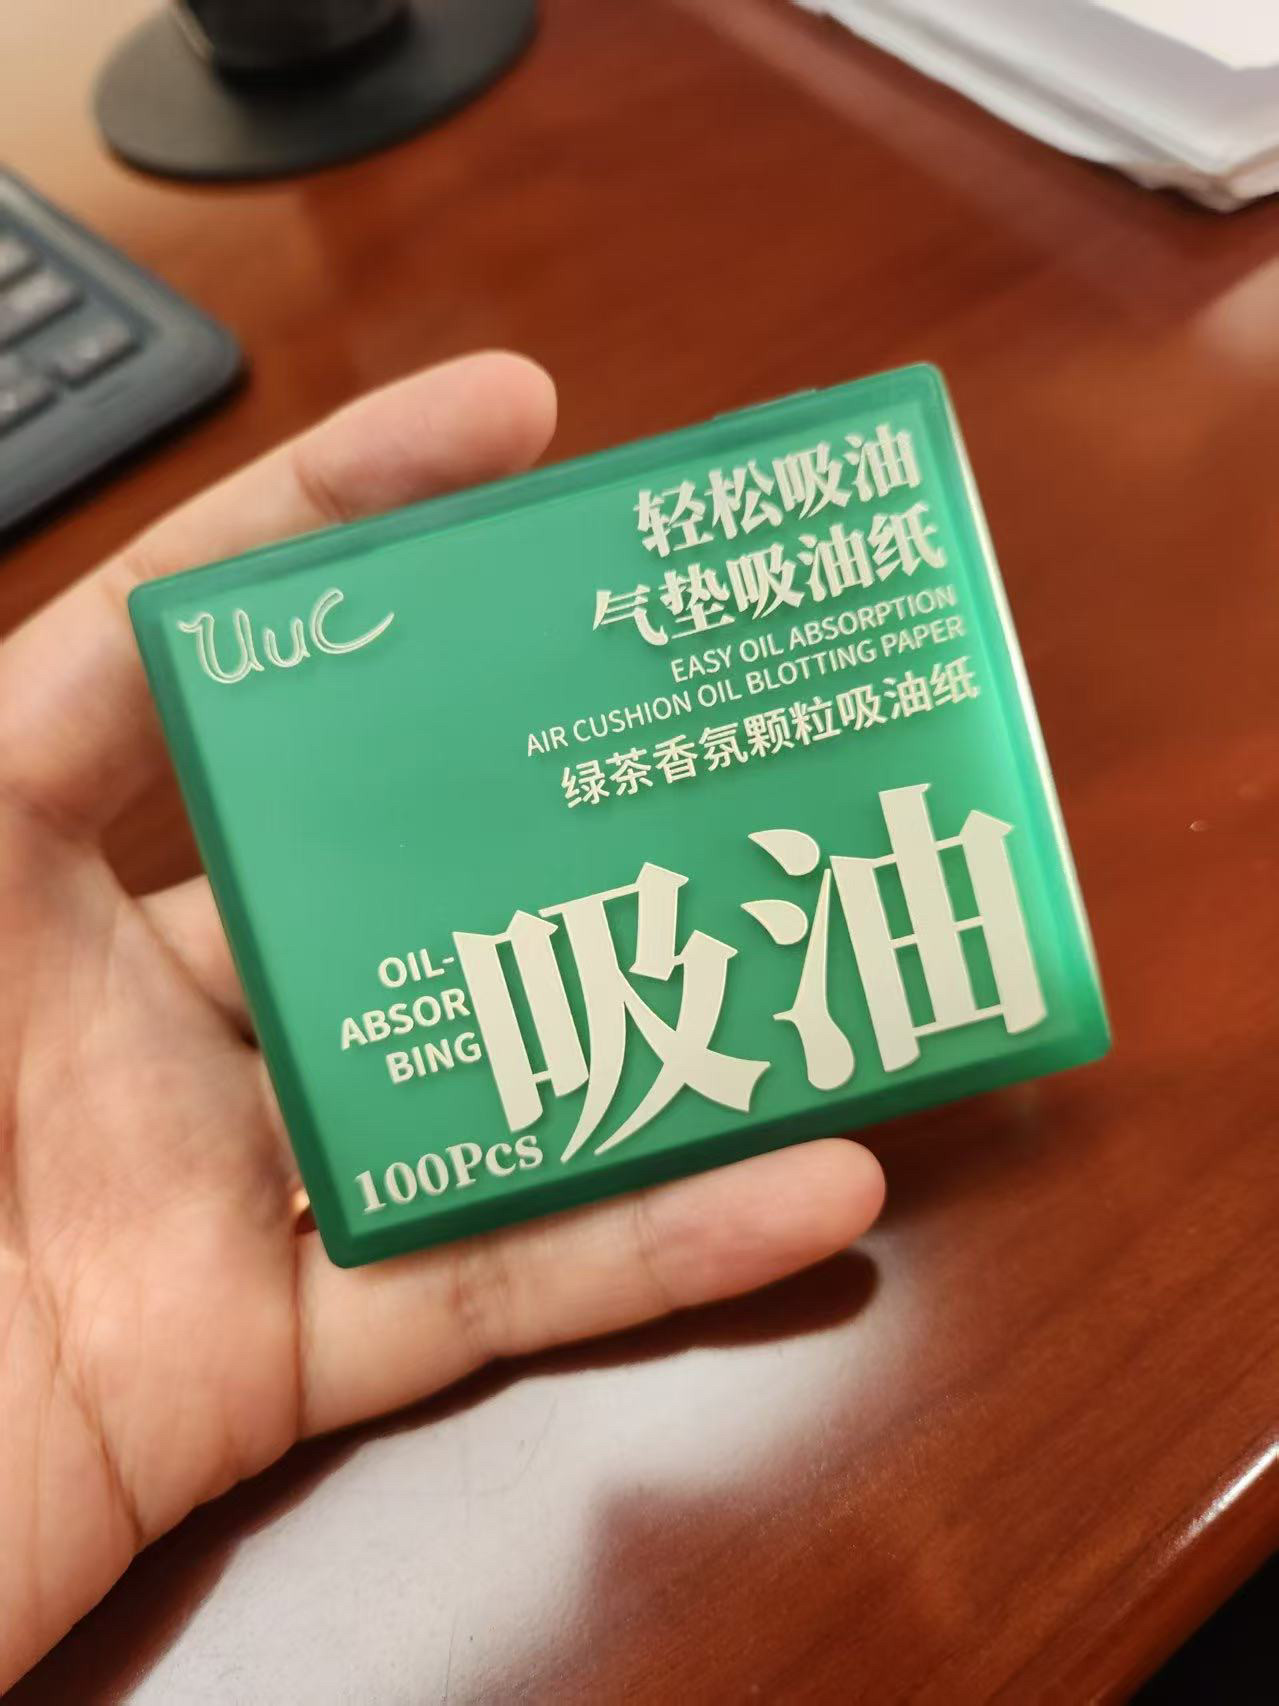 UuC
轻松吸油
气垫吸油纸
EASY OIL ABSORPTION
AIR CUSHION OIL BLOTTING PAPER
绿茶香氛颗粒吸油纸
OIL-
ABSOR
BING
吸油
100Pcs